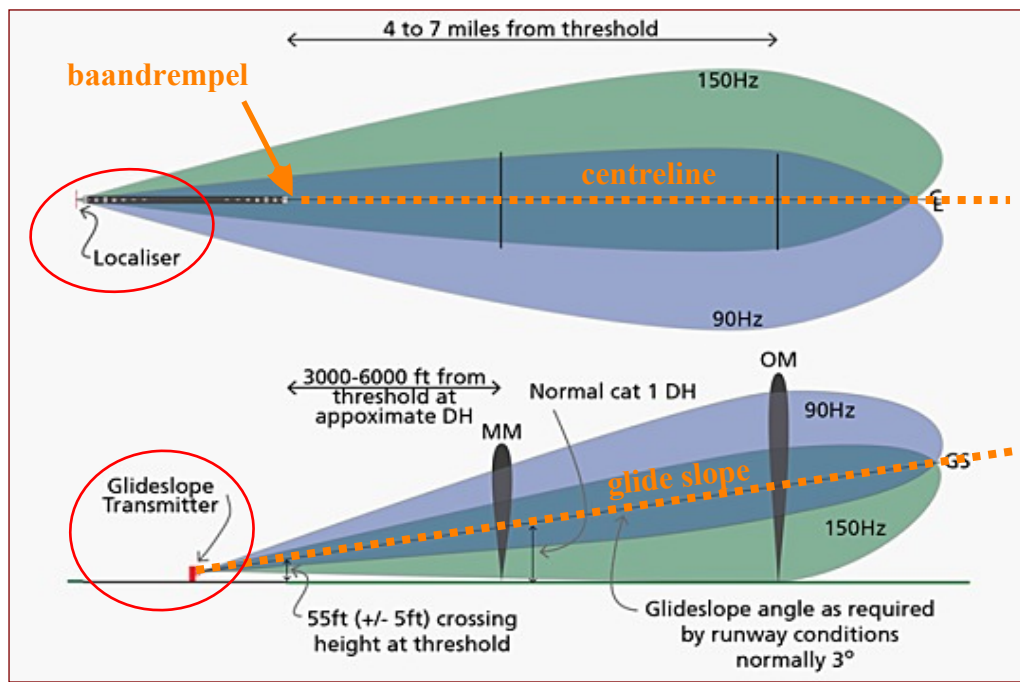 4 to 7 miles from threshold
baandrempel
150Hz
centreline
Localiser
90Hz
OM
3000-6000 ft from
threshold at
appoximate DH
Normal cat 1 DH
90Hz
MM
GS
glide slope
Glideslope
Transmitter
150Hz
55ft (+/- 5ft) crossing
height at threshold
Glideslope angle as required
by runway conditions
normally 3°